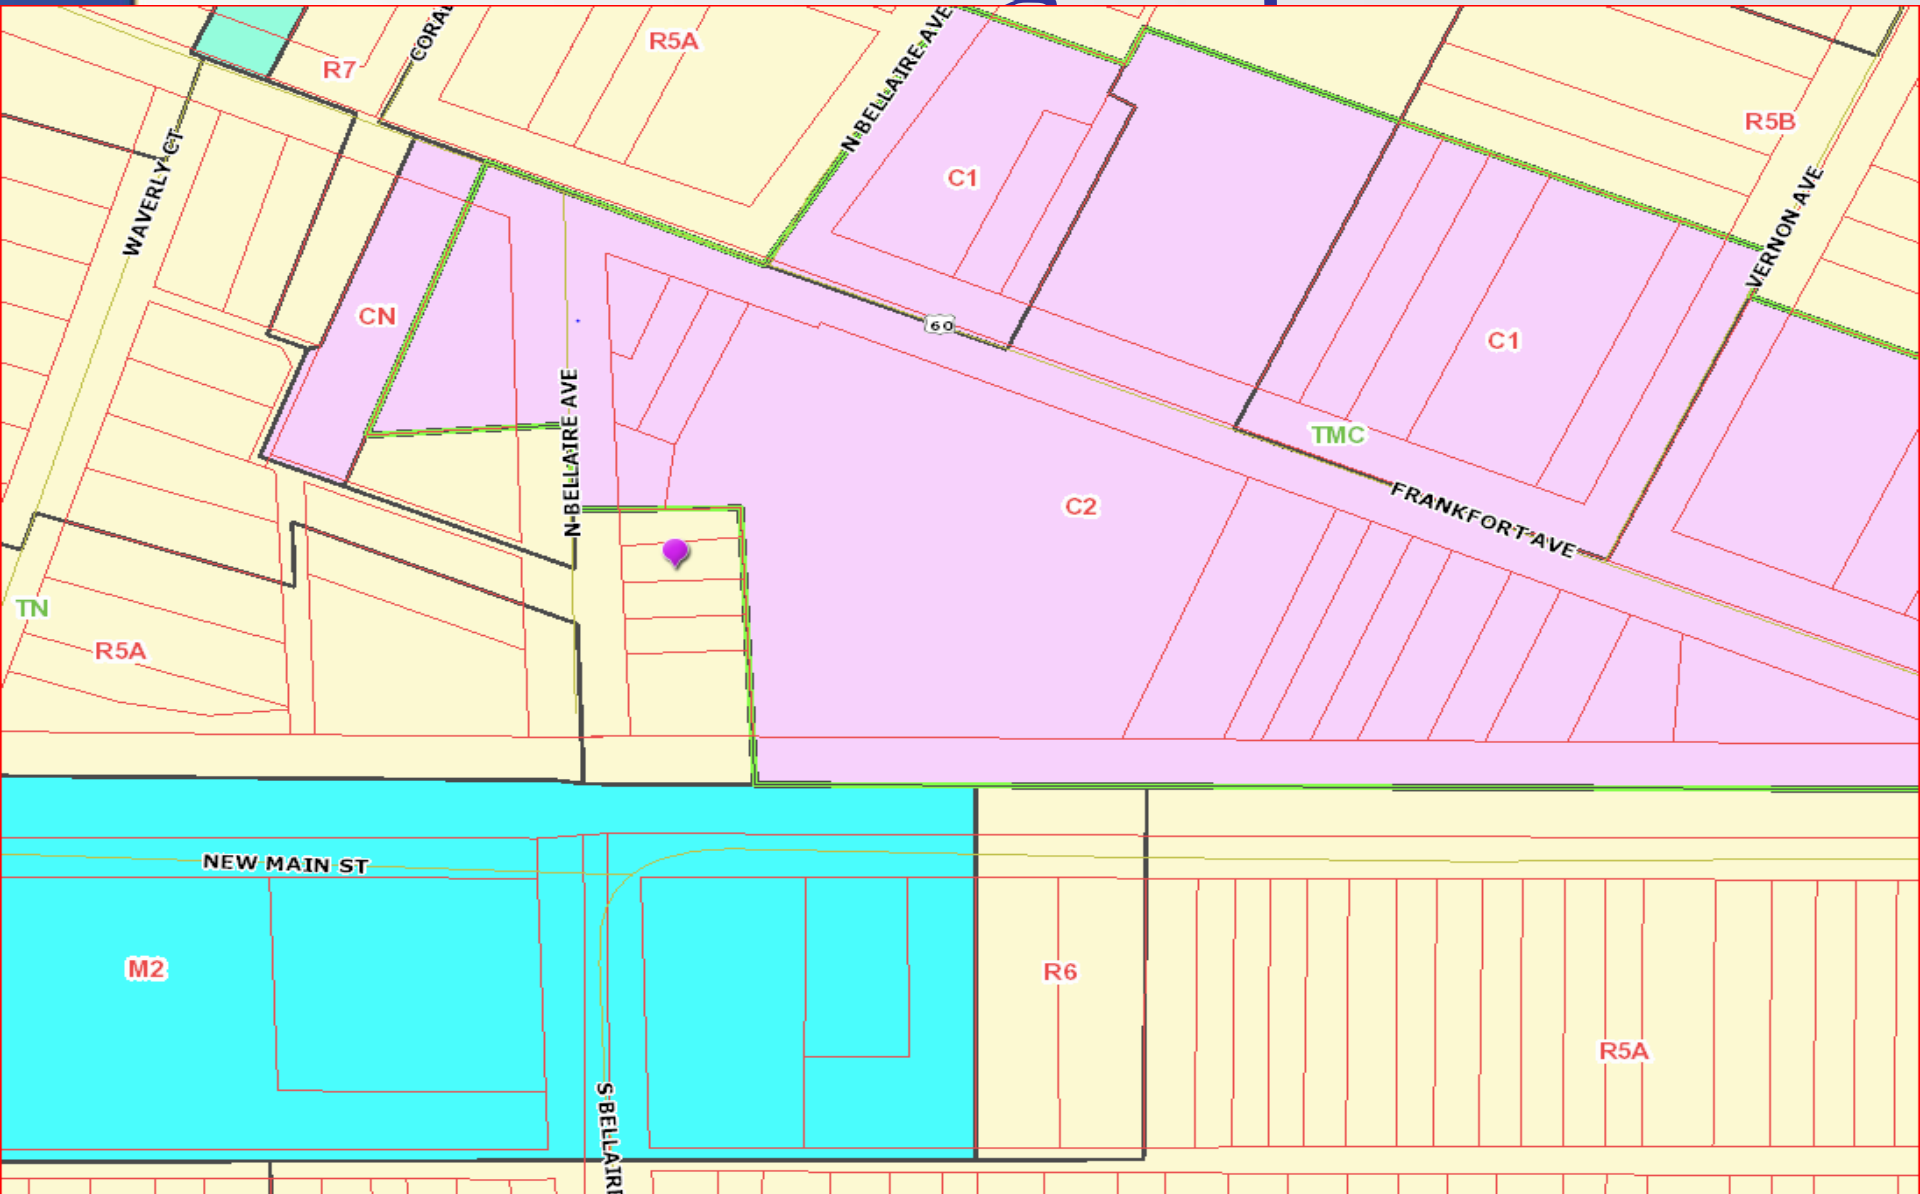 CORAL
R5A
N BELLAIRE AVE
R7
R5B
WAVERLY CT
C1
VERNON AVE
CN
60
C1
N BELLAIRE AVE
TMC
C2
FRANKFORT AVE
TN
R5A
NEW MAIN ST
M2
R6
R5A
S BELLAIRE